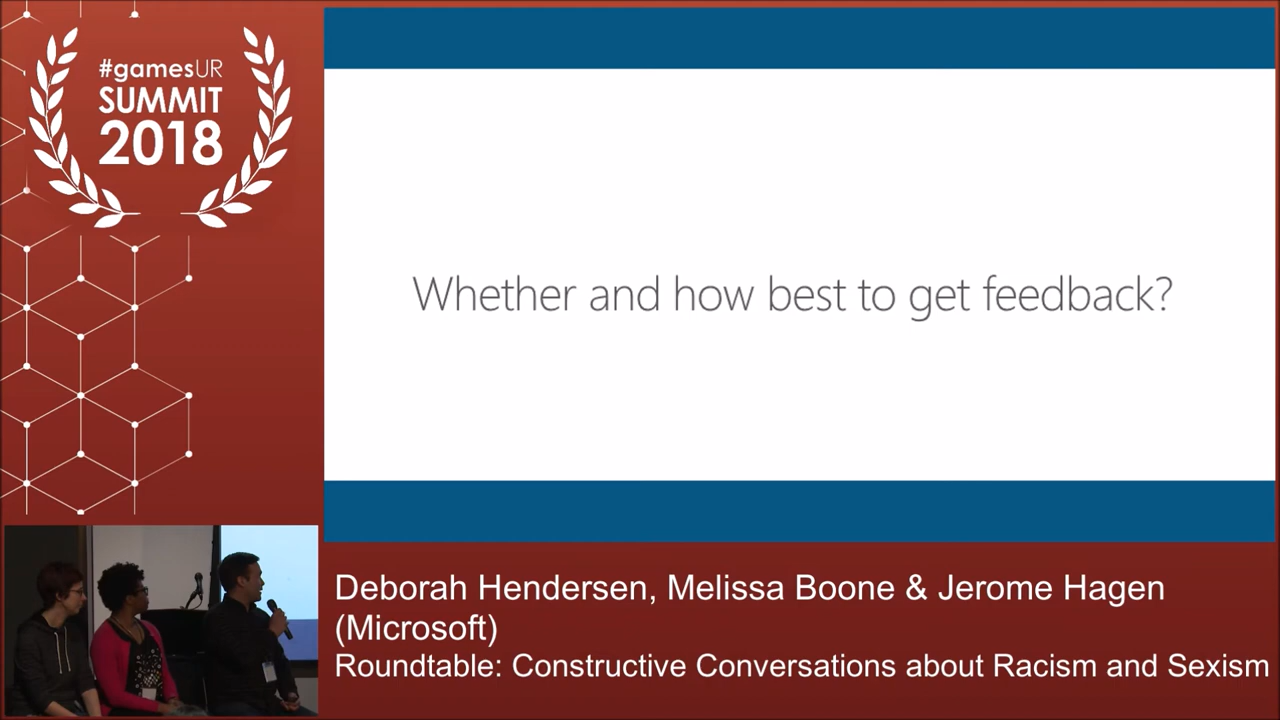 #gamesUR
SUMMIT
2018
Whether and how best to get feedback?
Deborah Hendersen, Melissa Boone & Jerome Hagen
(Microsoft)
Roundtable: Constructive Conversations about Racism and Sexism